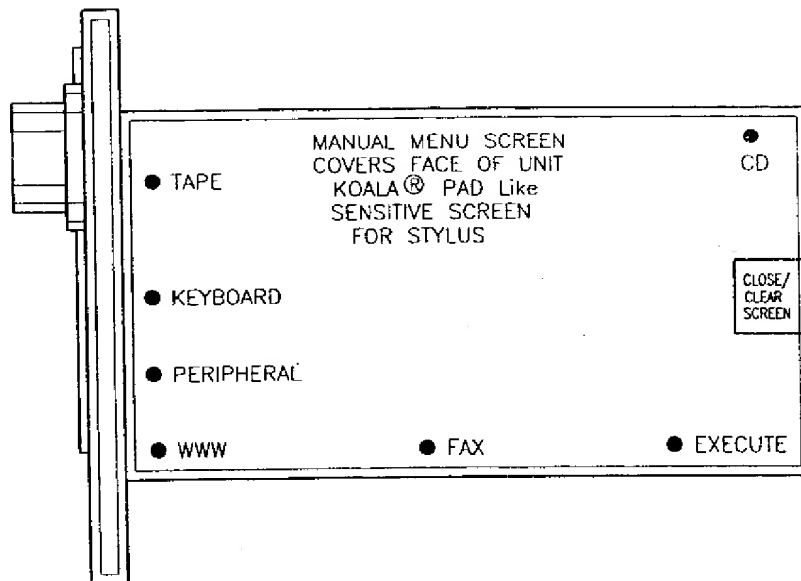 MANUAL MENU SCREEN
COVERS FACE OF UNIT
KOALA® PAD Like
SENSITIVE SCREEN
FOR STYLUS
CD
TAPE
KEYBOARD
CLOSE/
CLEAR
SCREEN
PERIPHERAL
WWW
FAX
EXECUTE